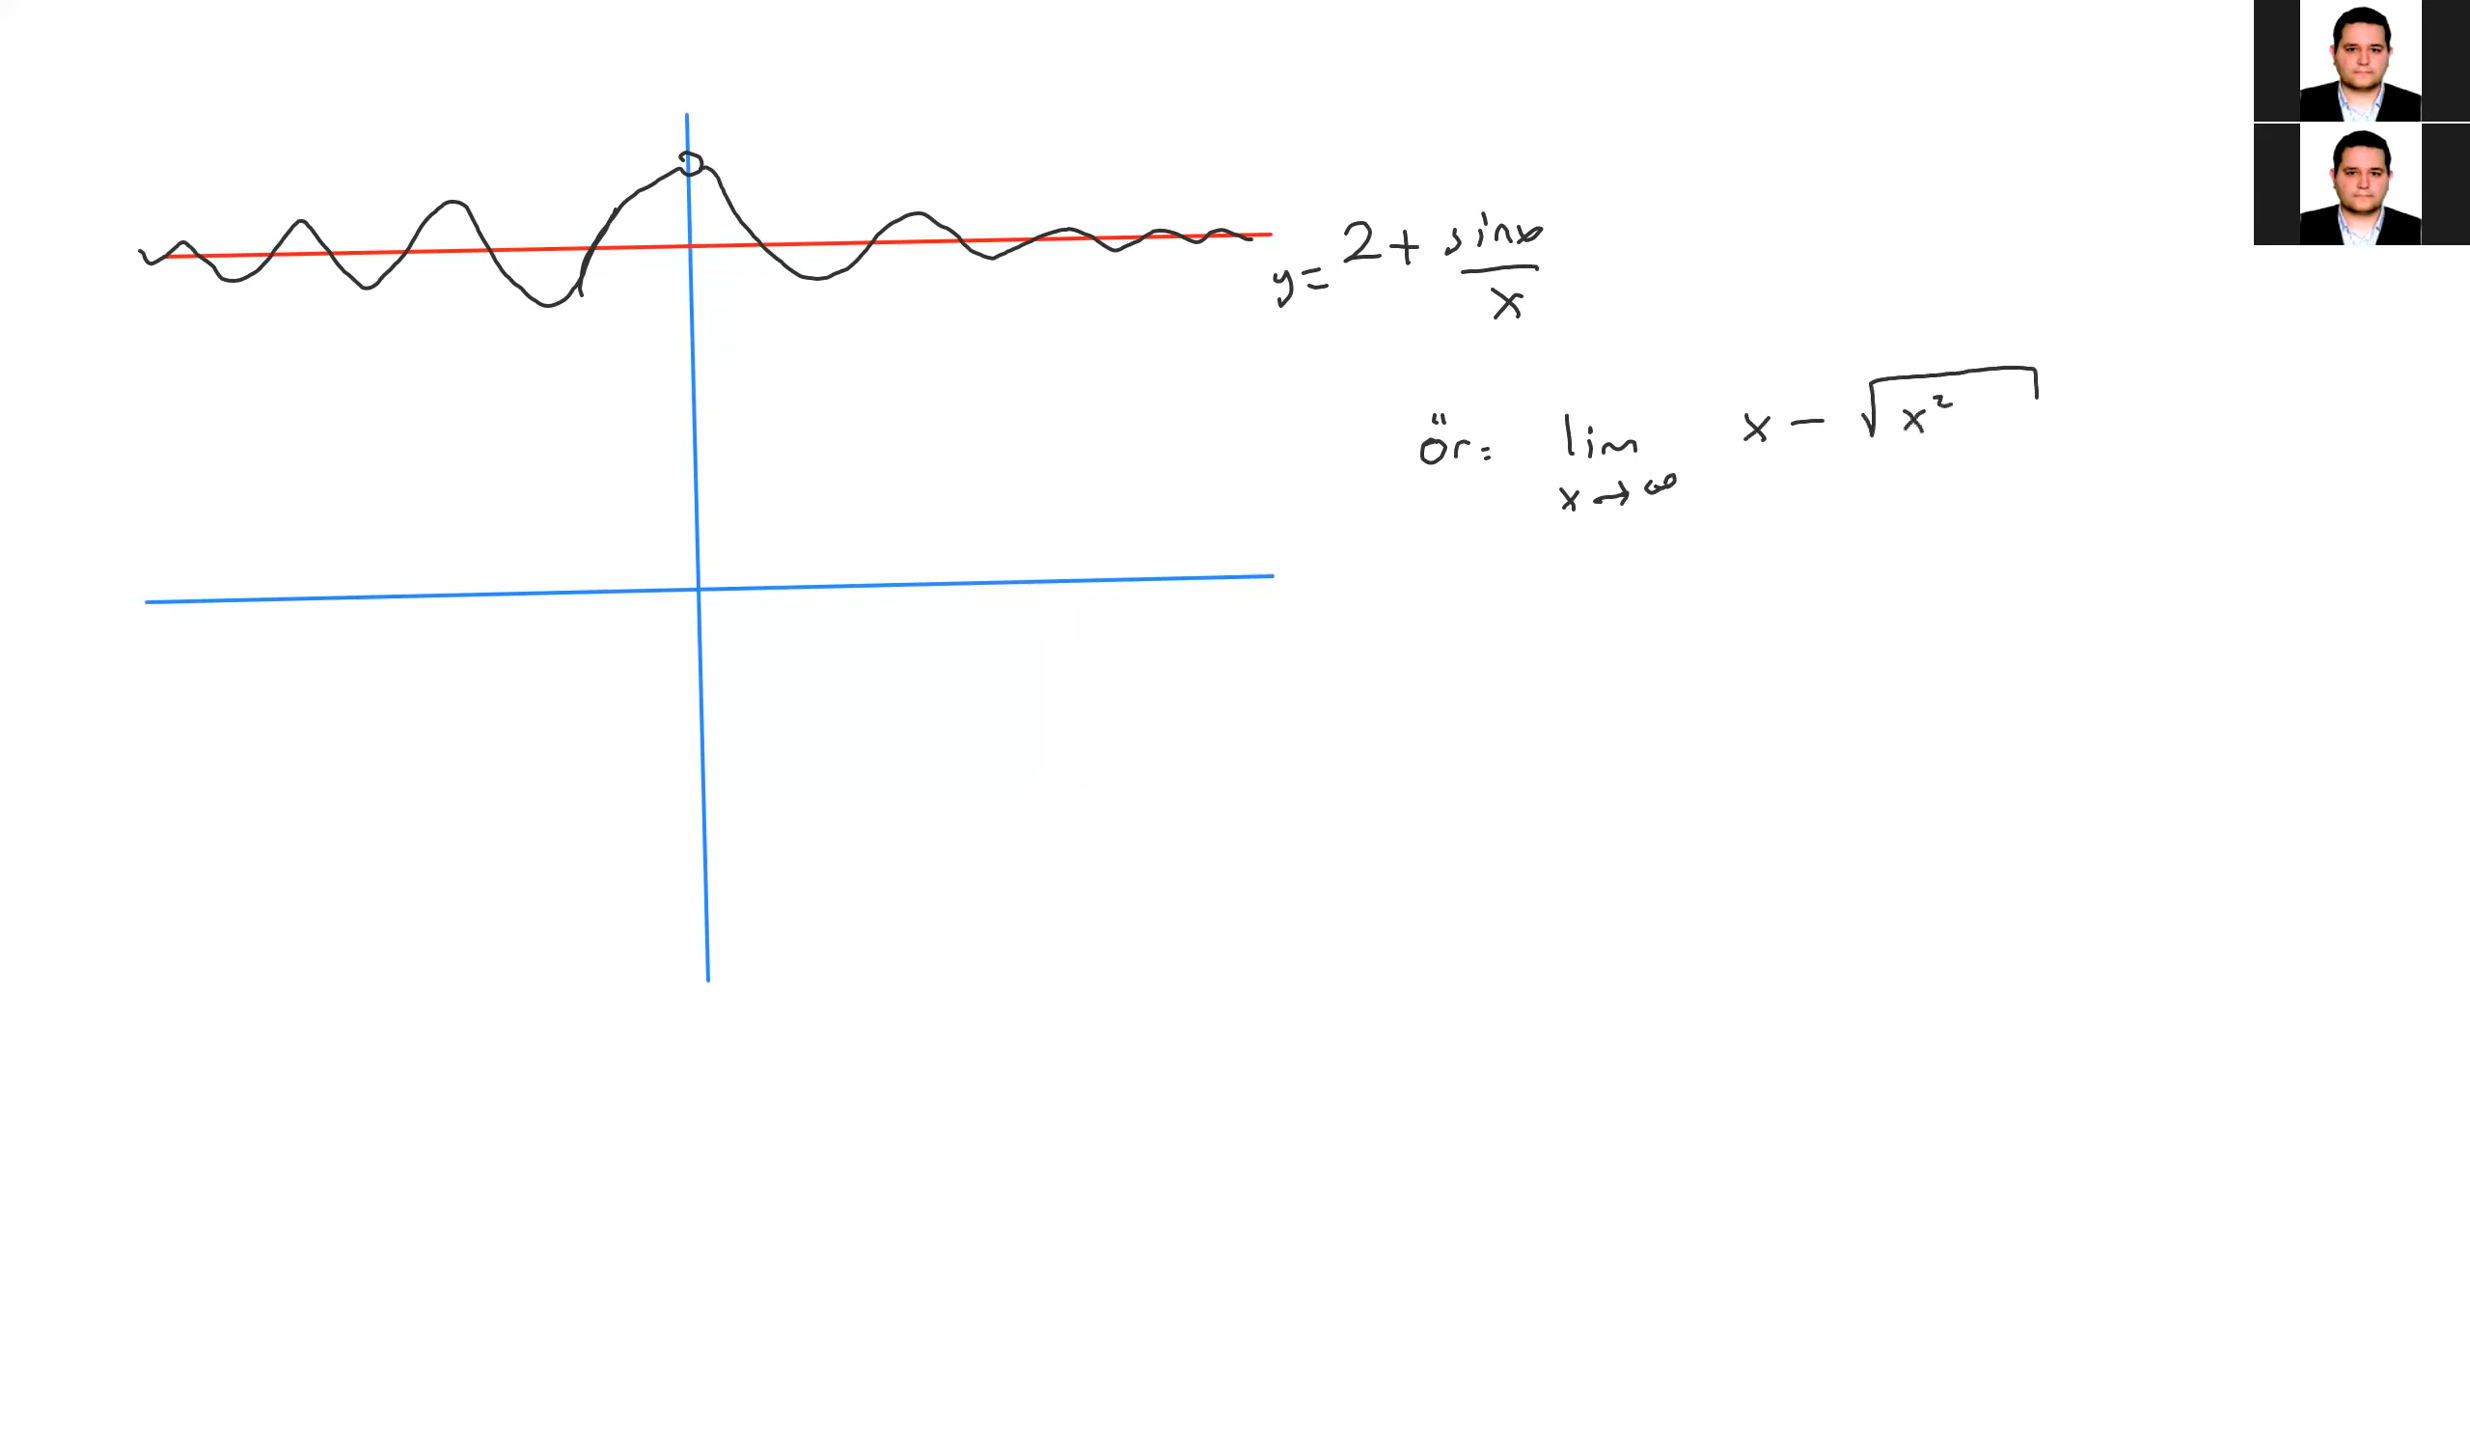 y = 2 + sinx / x
ör: lim x→∞ x - √x²